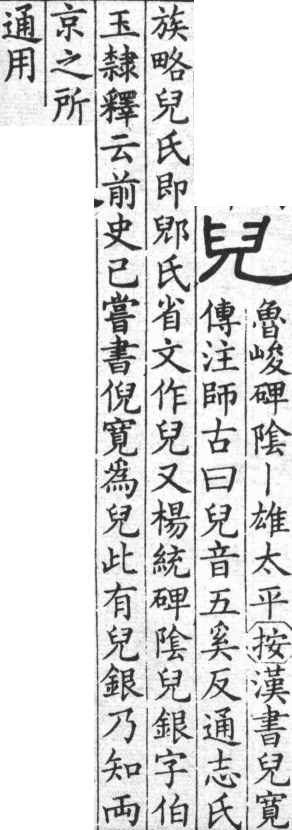 兒
魯峻碑陰丨雄太平按漢書兒寬
傳注師古曰兒音五奚反通志氏
族略兒氏即郳氏省文作兒又楊統碑陰兒銀字伯
玉隸釋云前史已嘗書倪寬爲兒此有兒銀乃知両
京之所
通用